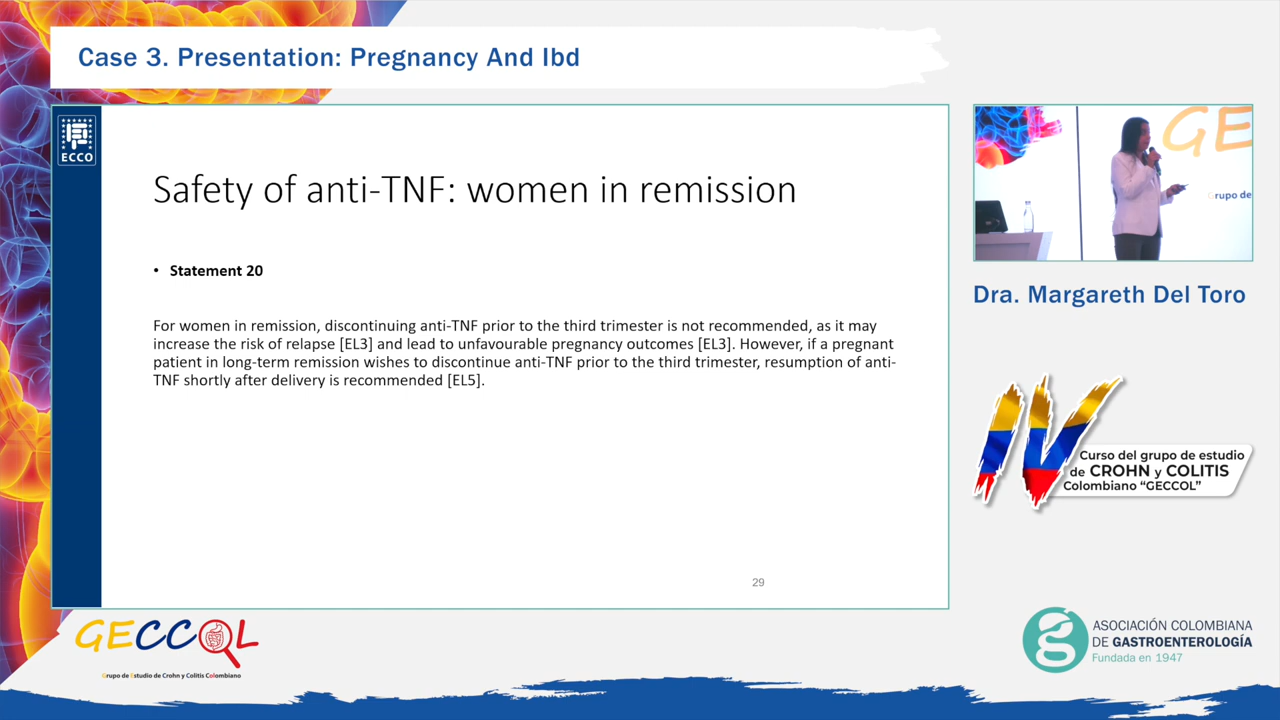 Case 3. Presentation: Pregnancy And Ibd
ECCO
Safety of anti-TNF: women in remission
• Statement 20
For women in remission, discontinuing anti-TNF prior to the third trimester is not recommended, as it may
increase the risk of relapse [EL3] and lead to unfavourable pregnancy outcomes [EL3]. However, if a pregnant
patient in long-term remission wishes to discontinue anti-TNF prior to the third trimester, resumption of anti-
TNF shortly after delivery is recommended [EL5].
29
GE
Grupo de
Dra. Margareth Del Toro
IV
Curso del grupo de estudio
de CROHN y COLITIS
Colombiano “GECCOL”
GECCOL
Grupo de Estudio de Crohn y Colitis Colombiano
ASOCIACIÓN COLOMBIANA
DE GASTROENTEROLOGÍA
Fundada en 1947